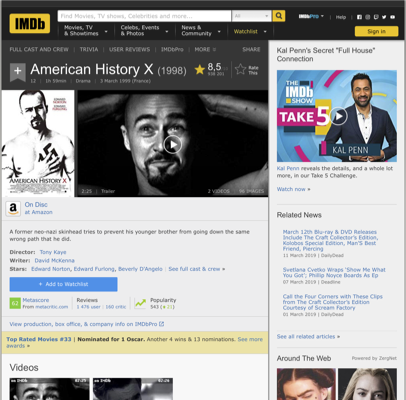 IMDb
Find Movies, TV shows, Celebrities and more...
All
IMDbPro
Help
Movies, TV & Showtimes
Celebs, Events & Photos
News & Community
Watchlist
Sign in
FULL CAST AND CREW | TRIVIA | USER REVIEWS | IMDbPro | MORE
SHARE
American History X (1998)
8,5
Rate This
12 | 1h 59min | Drama | 3 March 1999 (France)
AMERICAN HISTORY X
2:25 | Trailer
2 VIDEOS
96 IMAGES
On Disc
at Amazon
A former neo-nazi skinhead tries to prevent his younger brother from going down the same
wrong path that he did.
Director: Tony Kaye
Writer: David McKenna
Stars: Edward Norton, Edward Furlong, Beverly D'Angelo | See full cast & crew »
+ Add to Watchlist
Metascore
From metacritic.com
Reviews
1 476 user | 160 critic
Popularity
543
View production, box office, & company info on IMDbPro
Top Rated Movies #33 | Nominated for 1 Oscar. Another 4 wins & 13 nominations. See more
awards »
Videos
Kal Penn's Secret "Full House"
Connection
THE IMDb SHOW
TAKE 5
KAL PENN
Kal Penn reveals the details, and a whole lot
more, in our Take 5 Challenge.
Watch now »
Related News
March 12th Blu-ray & DVD Releases
Include The Craft Collector's Edition,
Kolobos Special Edition, Man'S Best
Friend, Piercing
11 March 2019 | DailyDead
Svetlana Cvetko Wraps 'Show Me What
You Got'; Phillip Noyce Boards As Ep
07 March 2019 | Deadline
Call the Four Corners with These Clips
from The Craft Collector's Edition
Courtesy of Scream Factory
01 March 2019 | DailyDead
See all related articles »
Around The Web
Powered by ZergNet